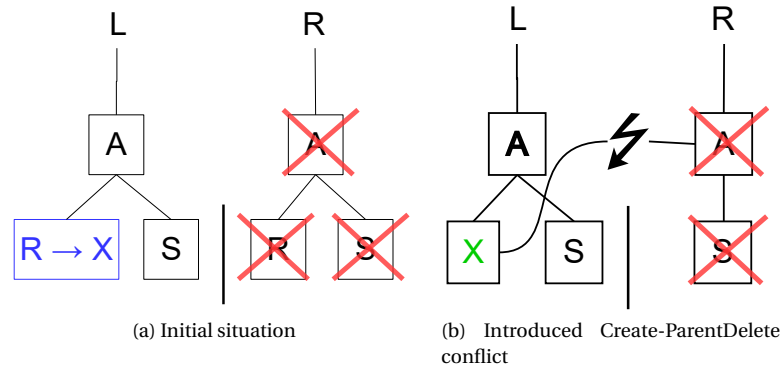 L
R
A
A
R → X
S
R
S
(a) Initial situation
L
R
A
A
X
S
S
(b) Introduced Create-ParentDelete
conflict